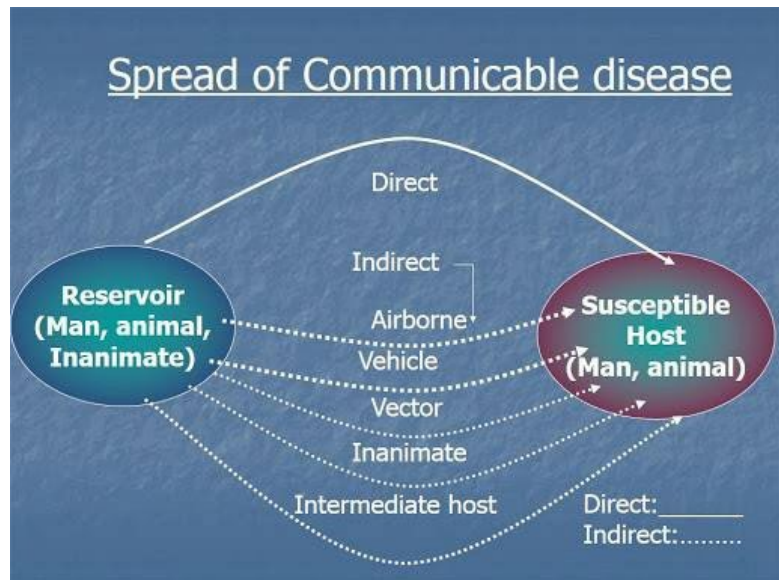 Spread of Communicable disease
Direct
Indirect
Reservoir
(Man, animal,
Inanimate)
Airborne
Vehicle
Vector
Inanimate
Intermediate host
Susceptible
Host
(Man, animal)
Direct:_______
Indirect:.........